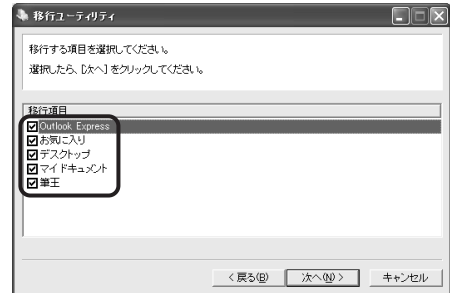 移行ユーティリティ
移行する項目を選択してください。
選択したら、[次へ] をクリックしてください。
移行項目
Outlook Express
お気に入り
デスクトップ
マイ ドキュメント
筆王
< 戻る(B)
次へ(N) >
キャンセル